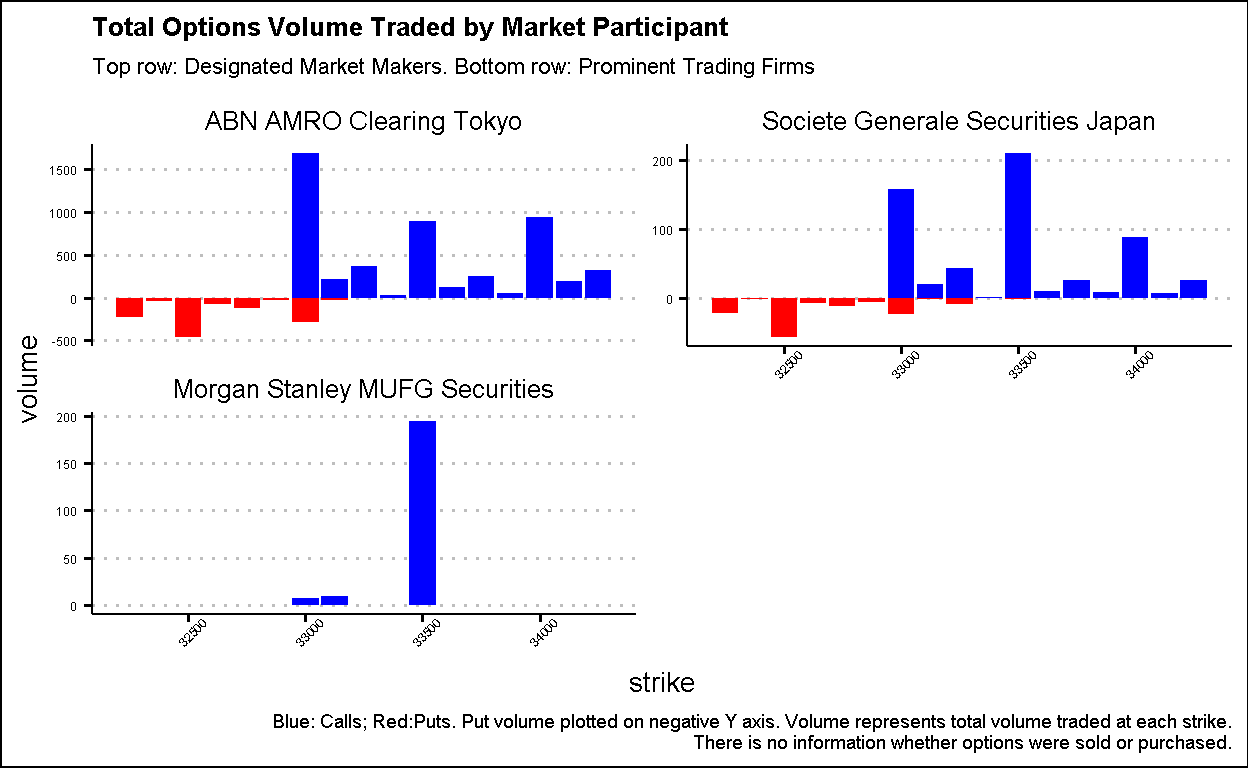 Total Options Volume Traded by Market Participant
Top row: Designated Market Makers. Bottom row: Prominent Trading Firms
ABN AMRO Clearing Tokyo
1500
1000
500
0
-500
Societe Generale Securities Japan
200
100
0
32500
33000
33500
34000
volume
Morgan Stanley MUFG Securities
200
150
100
50
0
32500
33000
33500
34000
strike
Blue: Calls; Red:Puts. Put volume plotted on negative Y axis. Volume represents total volume traded at each strike.
There is no information whether options were sold or purchased.